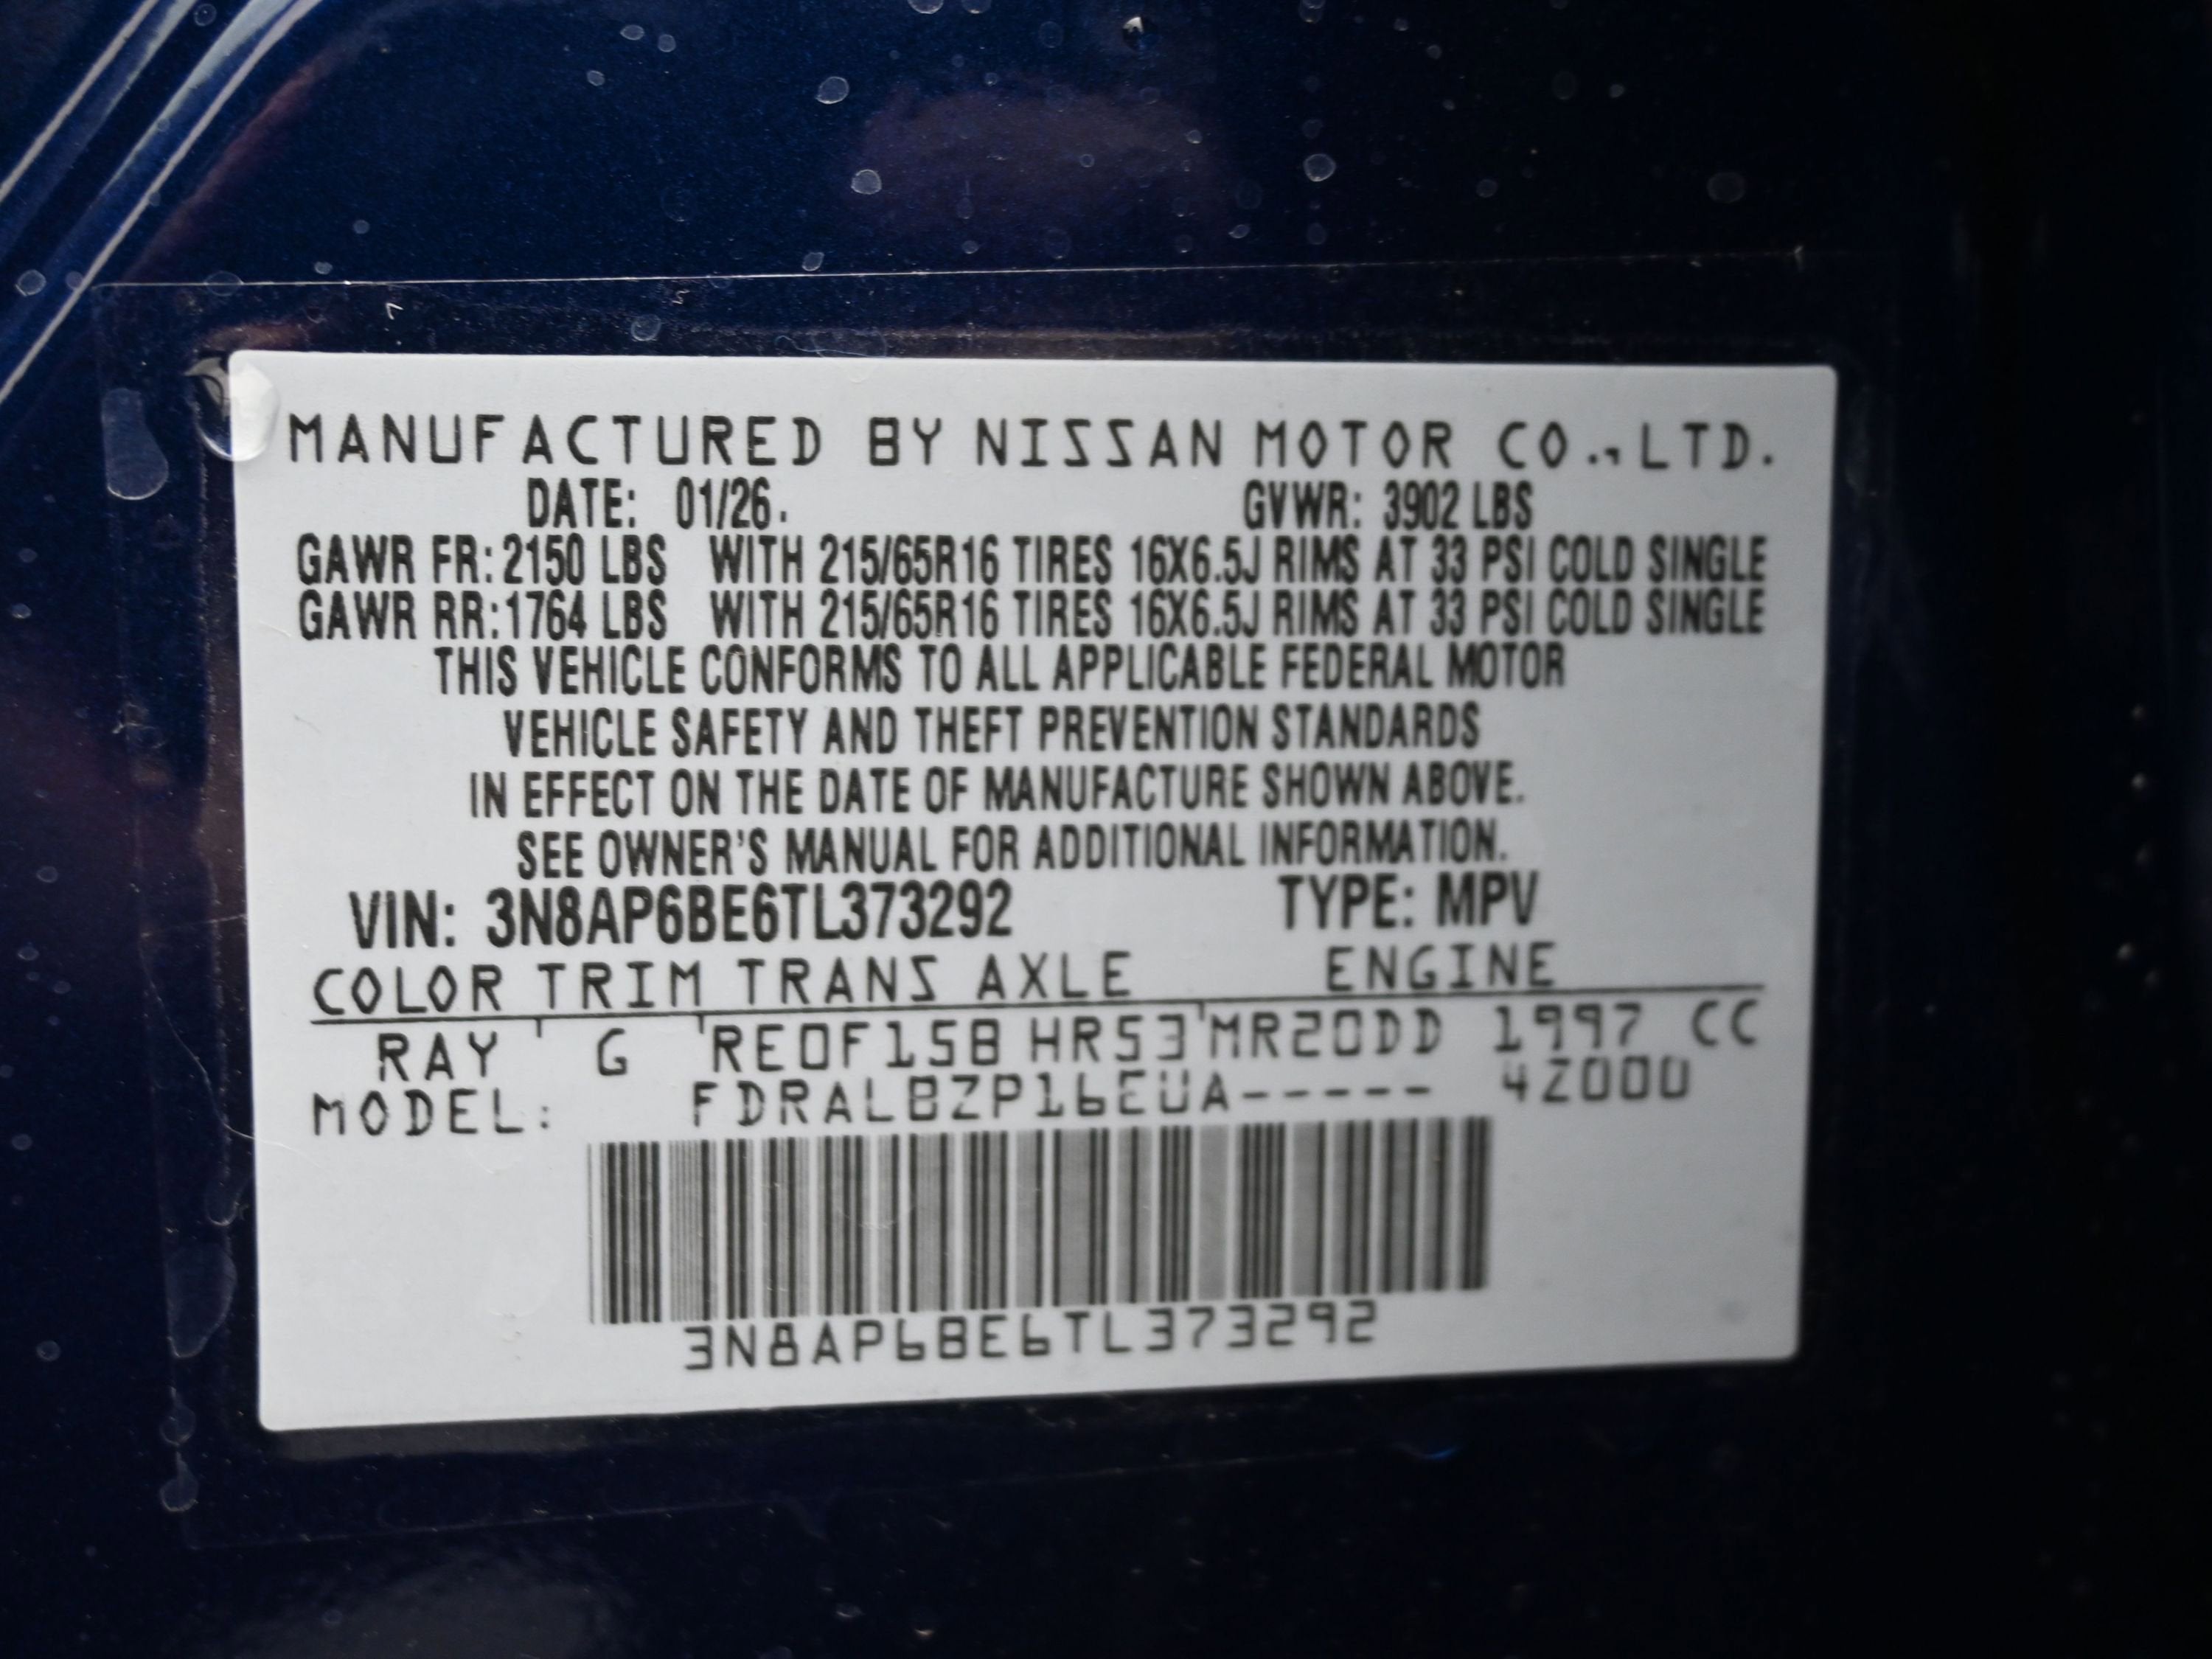 MANUFACTURED BY NISSAN MOTOR CO.,LTD.
DATE: 01/26. GVWR: 3902 LBS
GAWR FR: 2150 LBS WITH 215/65R16 TIRES 16X6.5J RIMS AT 33 PSI COLD SINGLE
GAWR RR: 1764 LBS WITH 215/65R16 TIRES 16X6.5J RIMS AT 33 PSI COLD SINGLE
THIS VEHICLE CONFORMS TO ALL APPLICABLE FEDERAL MOTOR
VEHICLE SAFETY AND THEFT PREVENTION STANDARDS
IN EFFECT ON THE DATE OF MANUFACTURE SHOWN ABOVE.
SEE OWNER'S MANUAL FOR ADDITIONAL INFORMATION.
VIN: 3N8AP6BE6TL373292 TYPE: MPV
COLOR TRIM TRANS AXLE ENGINE
RAY G RE0F15B HR53 MR20DD 1997 CC
MODEL: FDRALBZP16EUA----- 4Z000
3N8AP6BE6TL373292